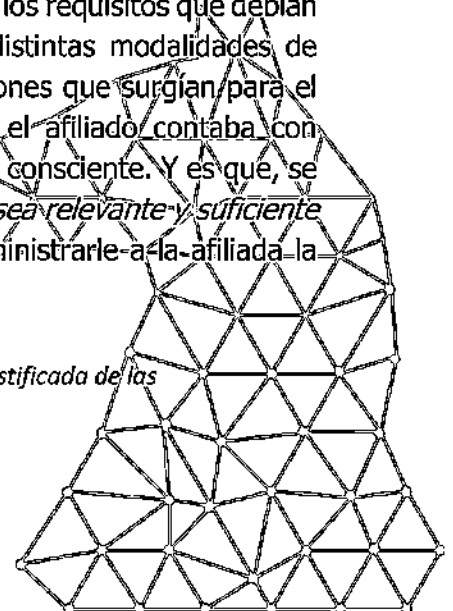 los requisitos que debían
distintas modalidades de
ones que surgían para el
el afiliado contaba con
consciente. Y es que, se
sea relevante y suficiente
ministrarle a la afiliada la
stificada de las